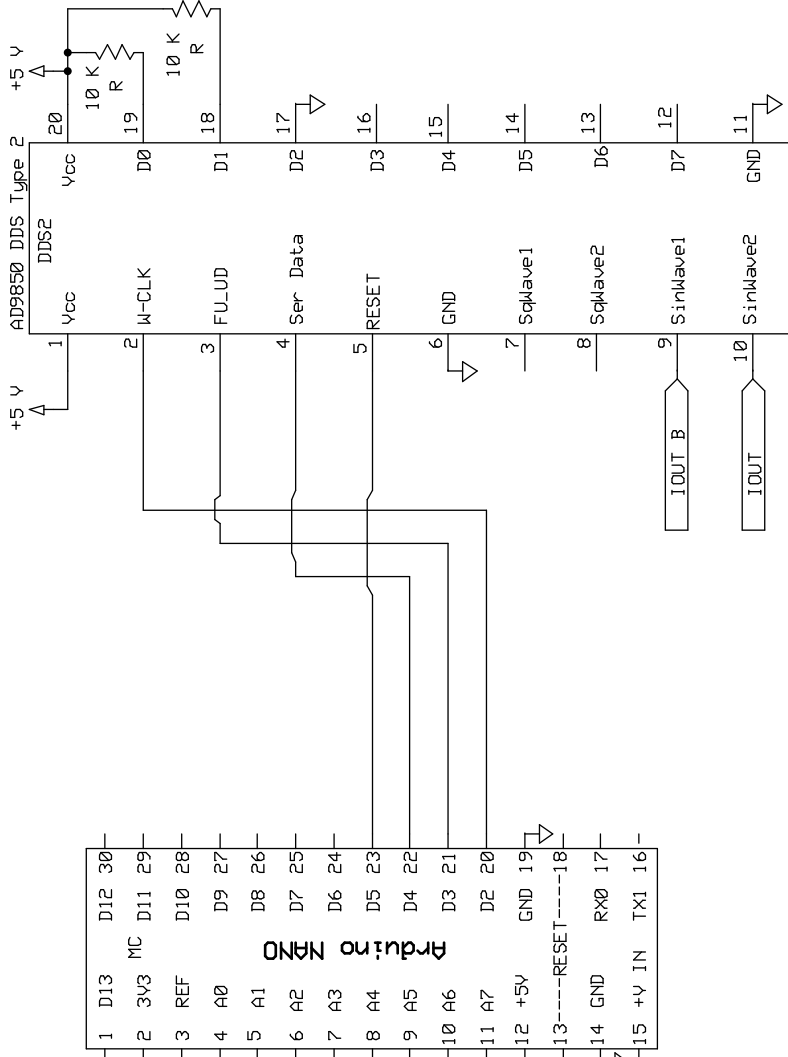 +5 V
10 K
R
10 K
R
20
19
18
17
16
15
14
13
12
11
AD9850 DDS Type 2
DDS2
Vcc
D0
D1
D2
D3
D4
D5
D6
D7
GND
Vcc
W-CLK
FU_UD
Ser Data
RESET
GND
SqWave1
SqWave2
SinWave1
SinWave2
1
2
3
4
5
6
7
8
9
10
+5 V
IOUT B
IOUT
D12 30
D11 29
D10 28
D9 27
D8 26
D7 25
D6 24
D5 23
D4 22
D3 21
D2 20
GND 19
13----RESET----18
RX0 17
TX1 16
MC
Arduino NANO
1 D13
2 3V3
3 REF
4 A0
5 A1
6 A2
7 A3
8 A4
9 A5
10 A6
11 A7
12 +5V
14 GND
15 +V IN